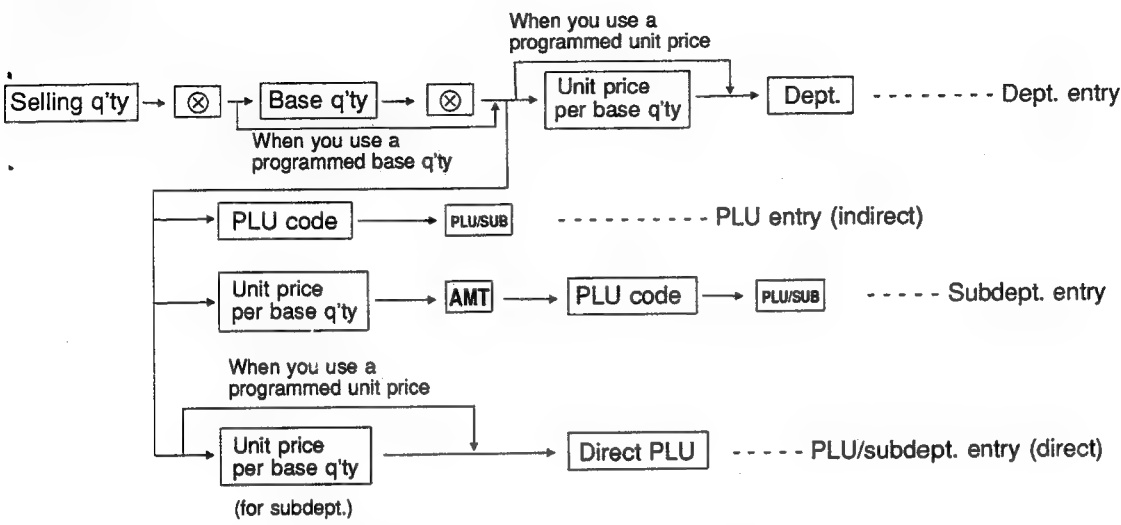 When you use a
programmed unit price
Selling q'ty
⊗
Base q'ty
⊗
Unit price
per base q'ty
Dept.
Dept. entry
When you use a
programmed base q'ty
PLU code
PLU/SUB
PLU entry (indirect)
Unit price
per base q'ty
AMT
PLU code
PLU/SUB
Subdept. entry
When you use a
programmed unit price
Unit price
per base q'ty
Direct PLU
PLU/subdept. entry (direct)
(for subdept.)